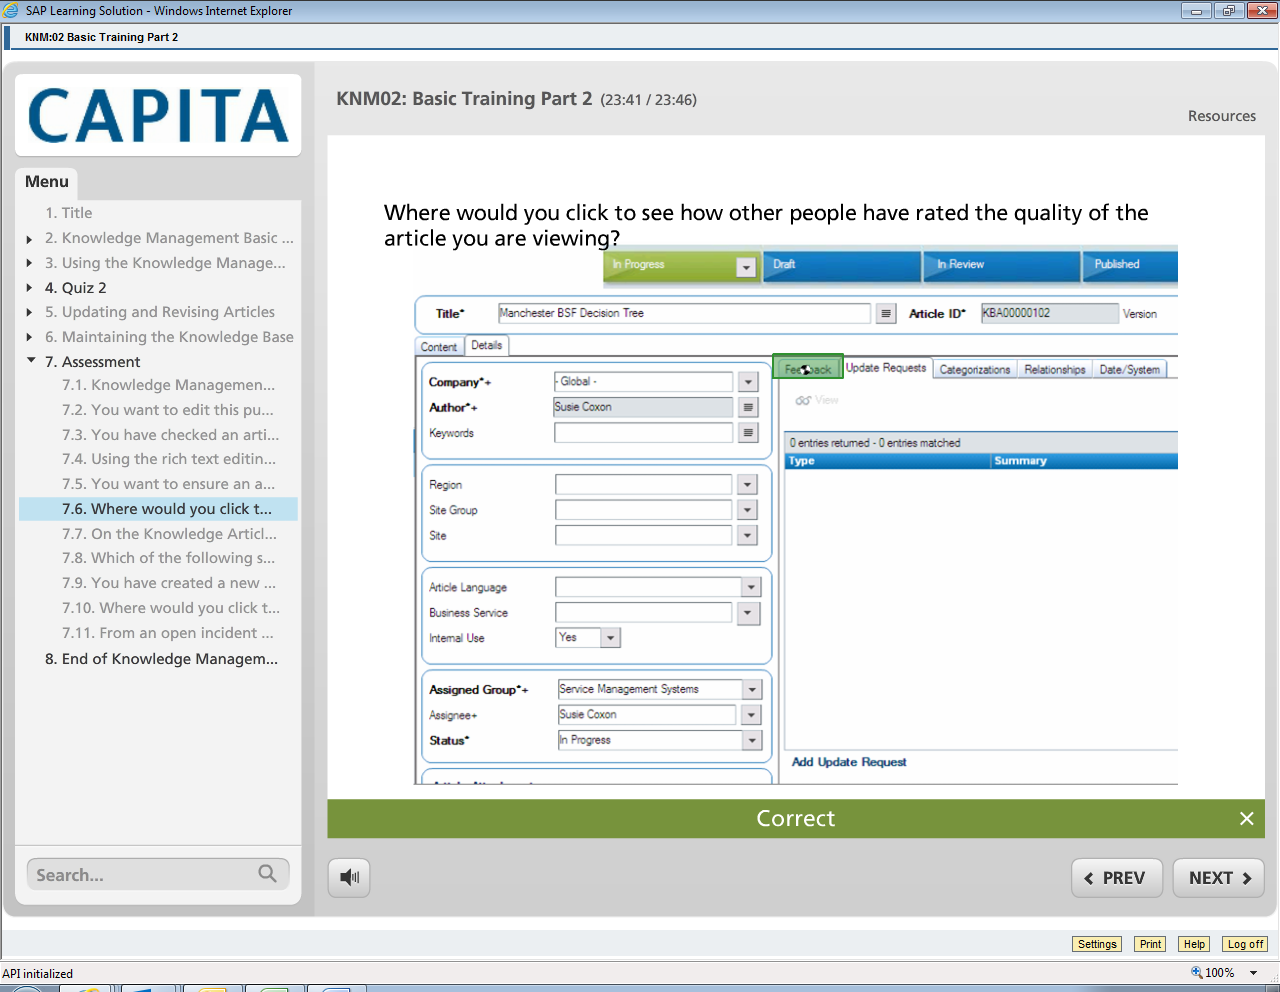 SAP Learning Solution - Windows Internet Explorer
KNM:02 Basic Training Part 2
CAPITA
KNM02: Basic Training Part 2 (23:41 / 23:46)
Resources
Menu
1. Title
2. Knowledge Management Basic ...
3. Using the Knowledge Manage...
4. Quiz 2
5. Updating and Revising Articles
6. Maintaining the Knowledge Base
7. Assessment
7.1. Knowledge Managemen...
7.2. You want to edit this pu...
7.3. You have checked an arti...
7.4. Using the rich text editin...
7.5. You want to ensure an a...
7.6. Where would you click t...
7.7. On the Knowledge Articl...
7.8. Which of the following s...
7.9. You have created a new ...
7.10. Where would you click t...
7.11. From an open incident ...
8. End of Knowledge Managem...
Search...
Where would you click to see how other people have rated the quality of the
article you are viewing?
In Progress Draft In Review Published
Title* Manchester BSF Decision Tree Article ID* KBA00000102 Version
Content Details
Company*+ - Global -
Author*+ Susie Coxon
Keywords
Region
Site Group
Site
Article Language
Business Service
Internal Use Yes
Assigned Group*+ Service Management Systems
Assignee+ Susie Coxon
Status* In Progress
Feedback Update Requests Categorizations Relationships Date/System
View
0 entries returned - 0 entries matched
Type Summary
Add Update Request
Correct
PREV NEXT
Settings Print Help Log off
API initialized
100%